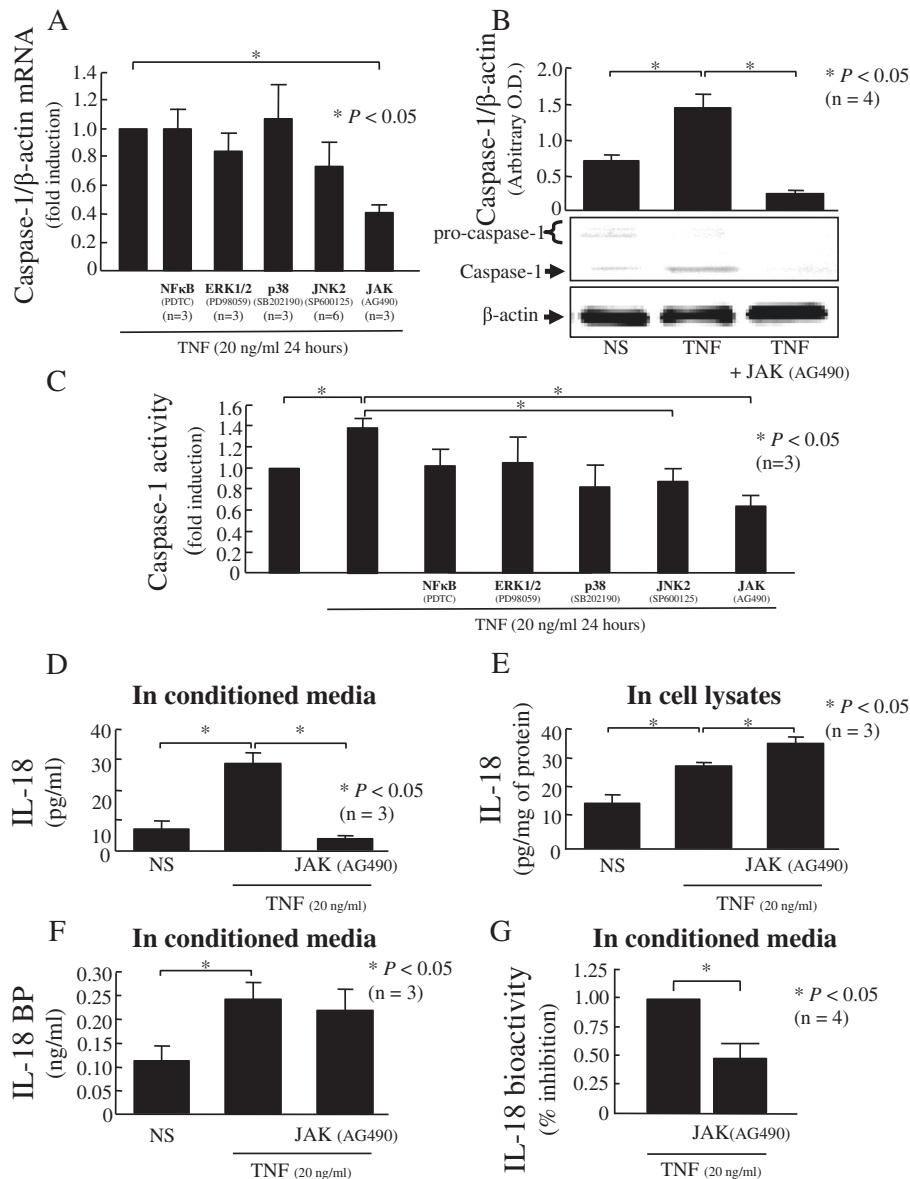 A
Caspase-1/β-actin mRNA
(fold induction)
1.4
1.2
1.0
0.8
0.6
0.4
0.2
0
*
* P < 0.05
NFκB ERK1/2 p38 JNK2 JAK
(PDTC) (PD98059) (SB202190) (SP600125) (AG490)
(n=3) (n=3) (n=3) (n=6) (n=3)
TNF (20 ng/ml 24 hours)
B
Caspase-1/β-actin
(Arbitrary O.D.)
2.0
1.5
1.0
0.5
0
* *
* P < 0.05
(n = 4)
pro-caspase-1
Caspase-1
β-actin
NS TNF TNF
+ JAK (AG490)
C
Caspase-1 activity
(fold induction)
1.6
1.4
1.2
1.0
0.8
0.6
0.4
0.2
0
* * *
* P < 0.05
(n=3)
NFκB ERK1/2 p38 JNK2 JAK
(PDTC) (PD98059) (SB202190) (SP600125) (AG490)
TNF (20 ng/ml 24 hours)
D
In conditioned media
IL-18
(pg/ml)
40
30
20
10
0
* *
* P < 0.05
(n = 3)
NS JAK (AG490)
TNF (20 ng/ml)
E
In cell lysates
IL-18
(pg/mg of protein)
40
30
20
10
0
* *
* P < 0.05
(n = 3)
NS JAK (AG490)
TNF (20 ng/ml)
F
In conditioned media
IL-18 BP
(ng/ml)
0.30
0.25
0.20
0.15
0.10
0.05
0
*
* P < 0.05
(n = 3)
NS JAK (AG490)
TNF (20 ng/ml)
G
In conditioned media
IL-18 bioactivity
(% inhibition)
1.25
1.00
0.75
0.50
0.25
0
*
* P < 0.05
(n = 4)
JAK(AG490)
TNF (20 ng/ml)